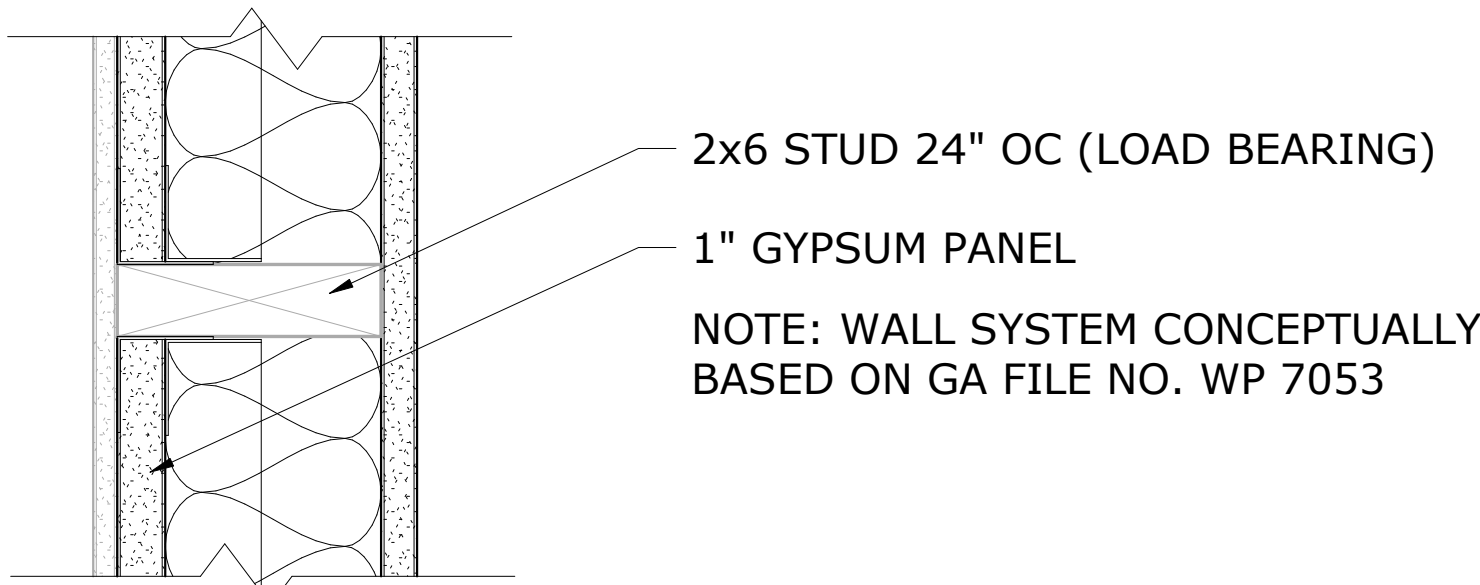 2x6 STUD 24" OC (LOAD BEARING)
1" GYPSUM PANEL
NOTE: WALL SYSTEM CONCEPTUALLY
BASED ON GA FILE NO. WP 7053